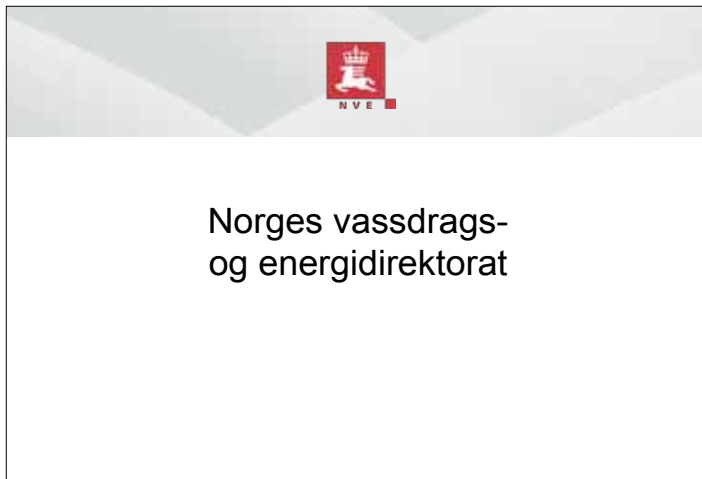 NVE
Norges vassdrags-
og energidirektorat